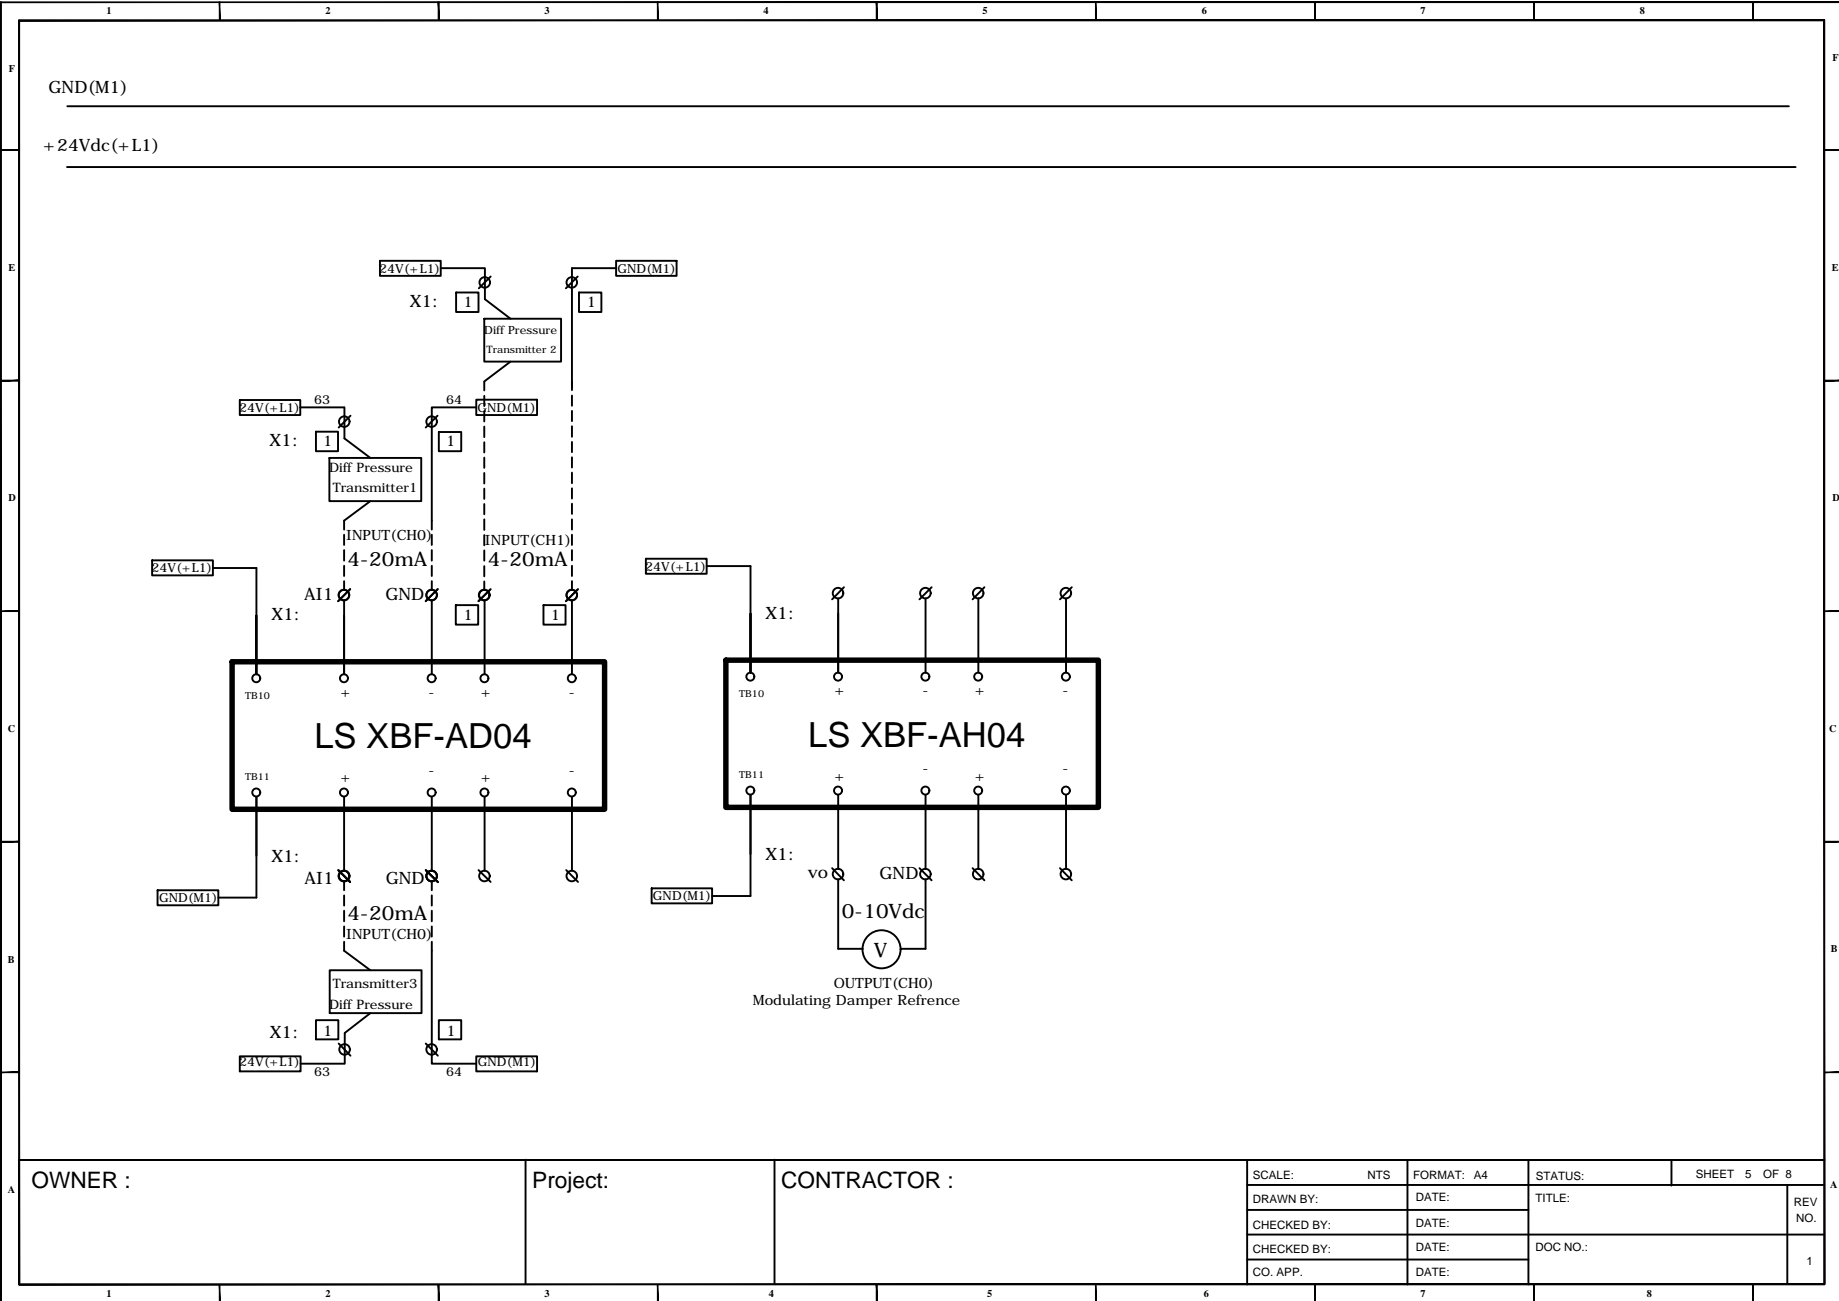 1 2 3 4 5 6 7 8
F F
GND(M1)
+24Vdc(+L1)
E E
24V(+L1) GND(M1)
X1: 1 1
Diff Pressure
Transmitter 2
24V(+L1) 63 64 GND(M1)
X1: 1 1
Diff Pressure
Transmitter1
D D
INPUT(CH0) INPUT(CH1)
4-20mA 4-20mA
24V(+L1) 24V(+L1)
AI1 GND
X1: 1 1 X1:
TB10 + - + - TB10 + - + -
C C
LS XBF-AD04 LS XBF-AH04
TB11 + - + - TB11 + - + -
X1: X1:
AI1 GND vo GND
GND(M1) GND(M1)
4-20mA 0-10Vdc
INPUT(CH0)
V
B B
Transmitter3
Diff Pressure
OUTPUT(CH0)
Modulating Damper Refrence
X1: 1 1
24V(+L1) 63 64 GND(M1)
A A
OWNER :
Project:
CONTRACTOR :
SCALE: NTS FORMAT: A4 STATUS: SHEET 5 OF 8
DRAWN BY: DATE: TITLE: REV
NO.
CHECKED BY: DATE:
CHECKED BY: DATE: DOC NO.: 1
CO. APP. DATE:
1 2 3 4 5 6 7 8